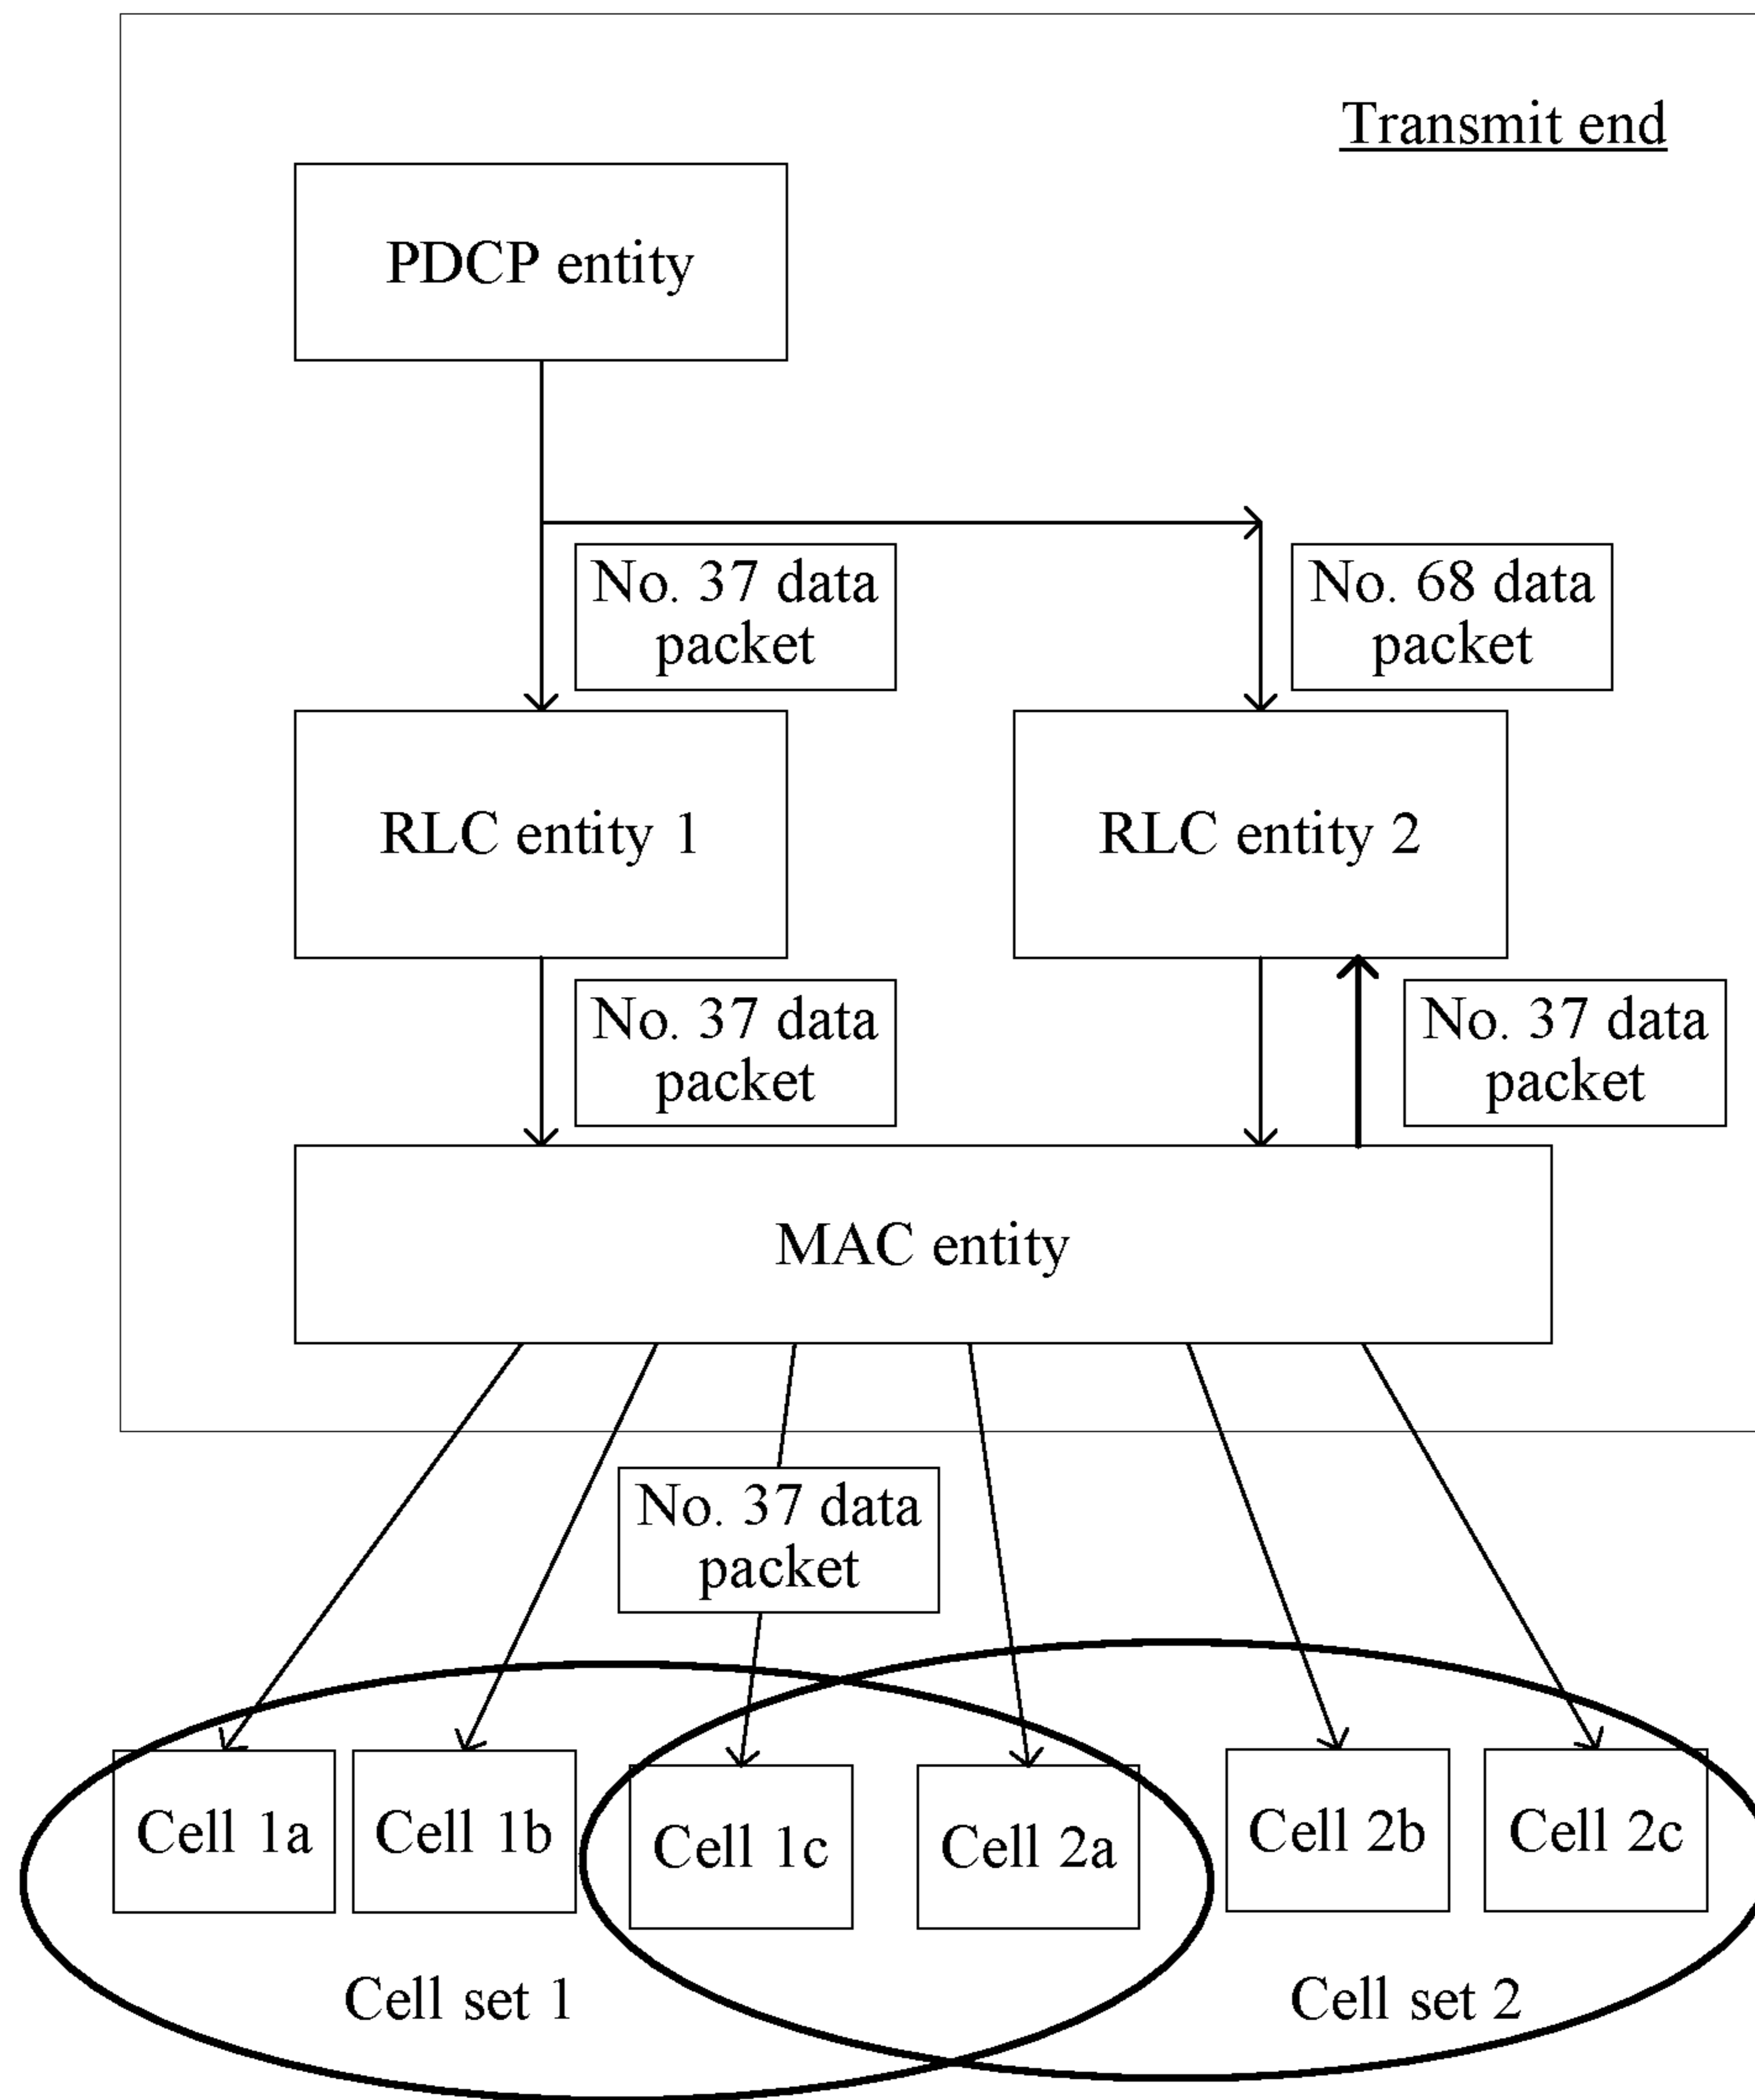 Transmit end
PDCP entity
No. 37 data
packet
No. 68 data
packet
RLC entity 1
RLC entity 2
No. 37 data
packet
No. 37 data
packet
MAC entity
No. 37 data
packet
Cell 1a
Cell 1b
Cell 1c
Cell 2a
Cell 2b
Cell 2c
Cell set 1
Cell set 2